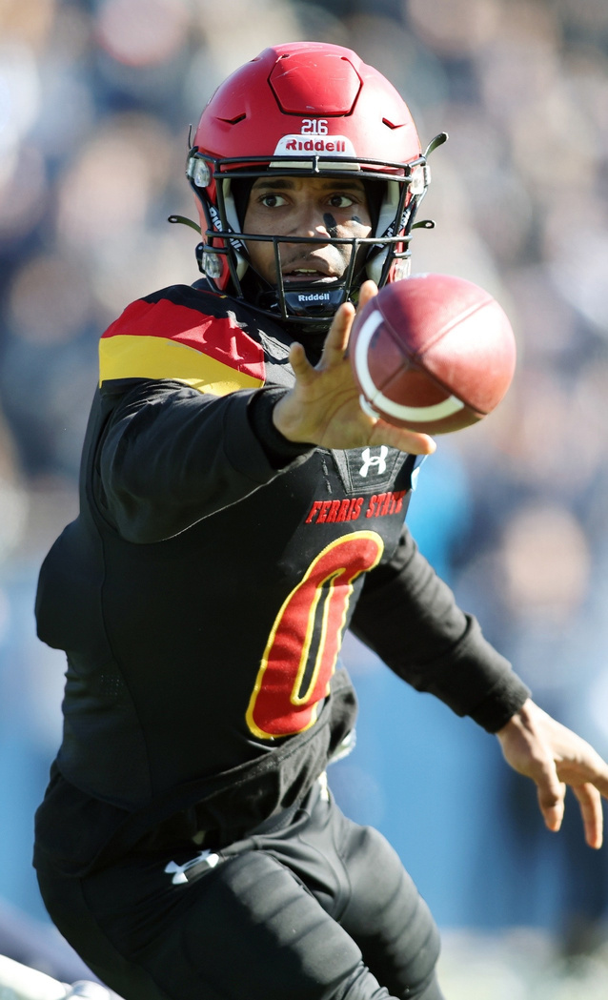 216
Riddell
Riddell
FERRIS STATE
0